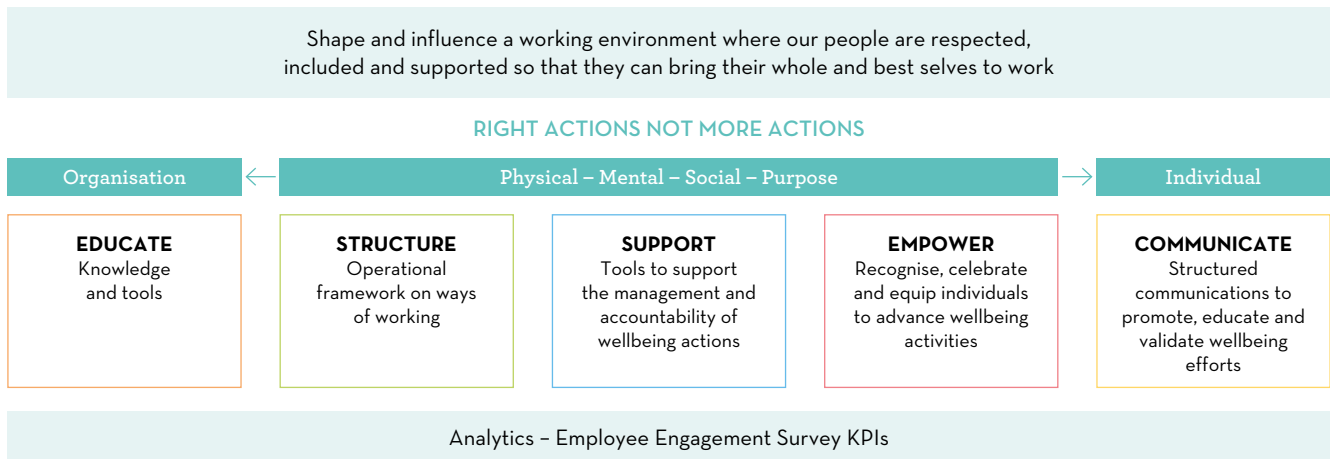 Shape and influence a working environment where our people are respected,
included and supported so that they can bring their whole and best selves to work
RIGHT ACTIONS NOT MORE ACTIONS
Organisation
Physical – Mental – Social – Purpose
Individual
EDUCATE
Knowledge
and tools
STRUCTURE
Operational
framework on ways
of working
SUPPORT
Tools to support
the management and
accountability of
wellbeing actions
EMPOWER
Recognise, celebrate
and equip individuals
to advance wellbeing
activities
COMMUNICATE
Structured
communications to
promote, educate and
validate wellbeing
efforts
Analytics – Employee Engagement Survey KPIs